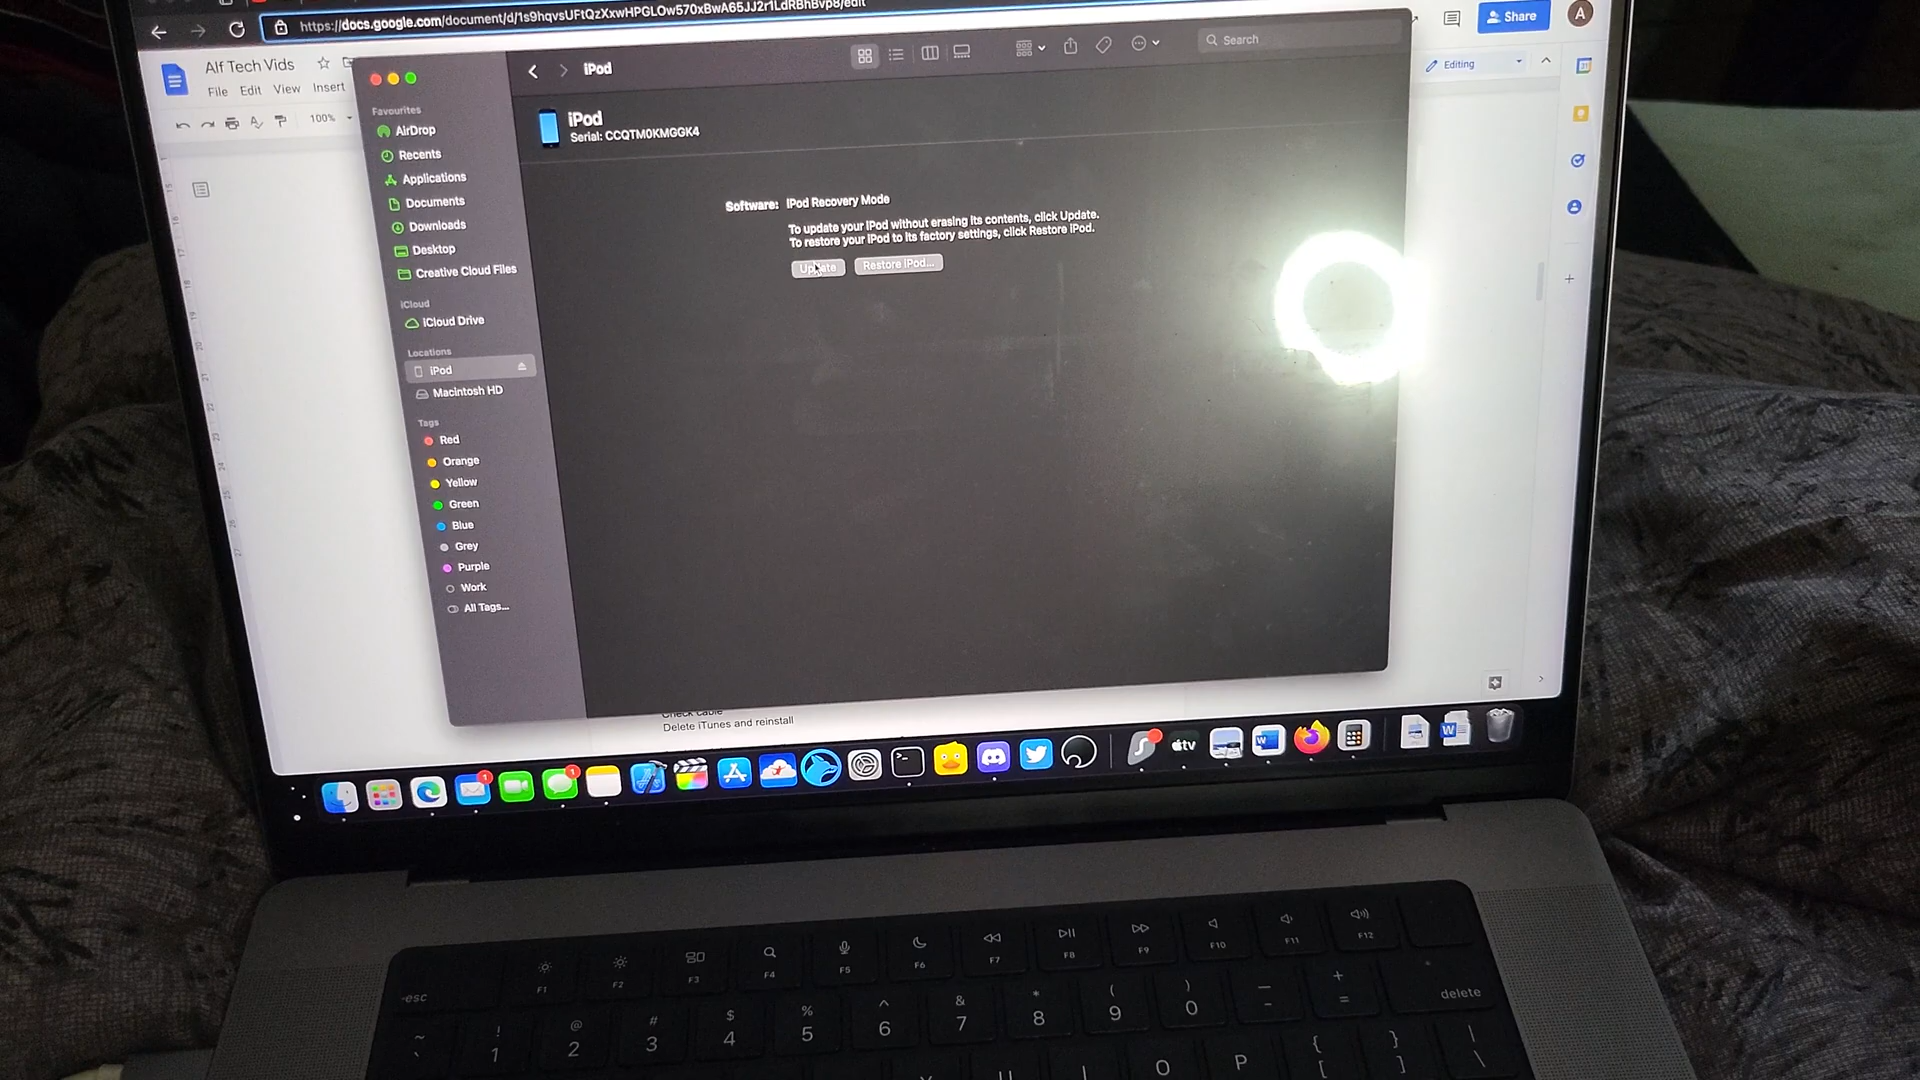 https://docs.google.com/document/d/1s9hqvsUFtQzXxwHPGLOw570xBwA65JJ2r1LdRBhBvp8/edit
Alf Tech Vids
File Edit View Insert
100%
Share
A
Editing
iPod
Search
iPod
Serial: CCQTM0KMGGK4
Favourites
AirDrop
Recents
Applications
Documents
Downloads
Desktop
Creative Cloud Files
iCloud
iCloud Drive
Locations
iPod
Macintosh HD
Tags
Red
Orange
Yellow
Green
Blue
Grey
Purple
Work
All Tags...
Software: iPod Recovery Mode
To update your iPod without erasing its contents, click Update.
To restore your iPod to its factory settings, click Restore iPod.
Update Restore iPod...
Check cable
Delete iTunes and reinstall
tv
W
W
esc F1 F2 F3 F4 F5 F6 F7 F8 F9 F10 F11 F12
~ ! @ # $ % ^ & * ( ) — +
` 1 2 3 4 5 6 7 8 9 0 - = delete
O P { [ } ] | \